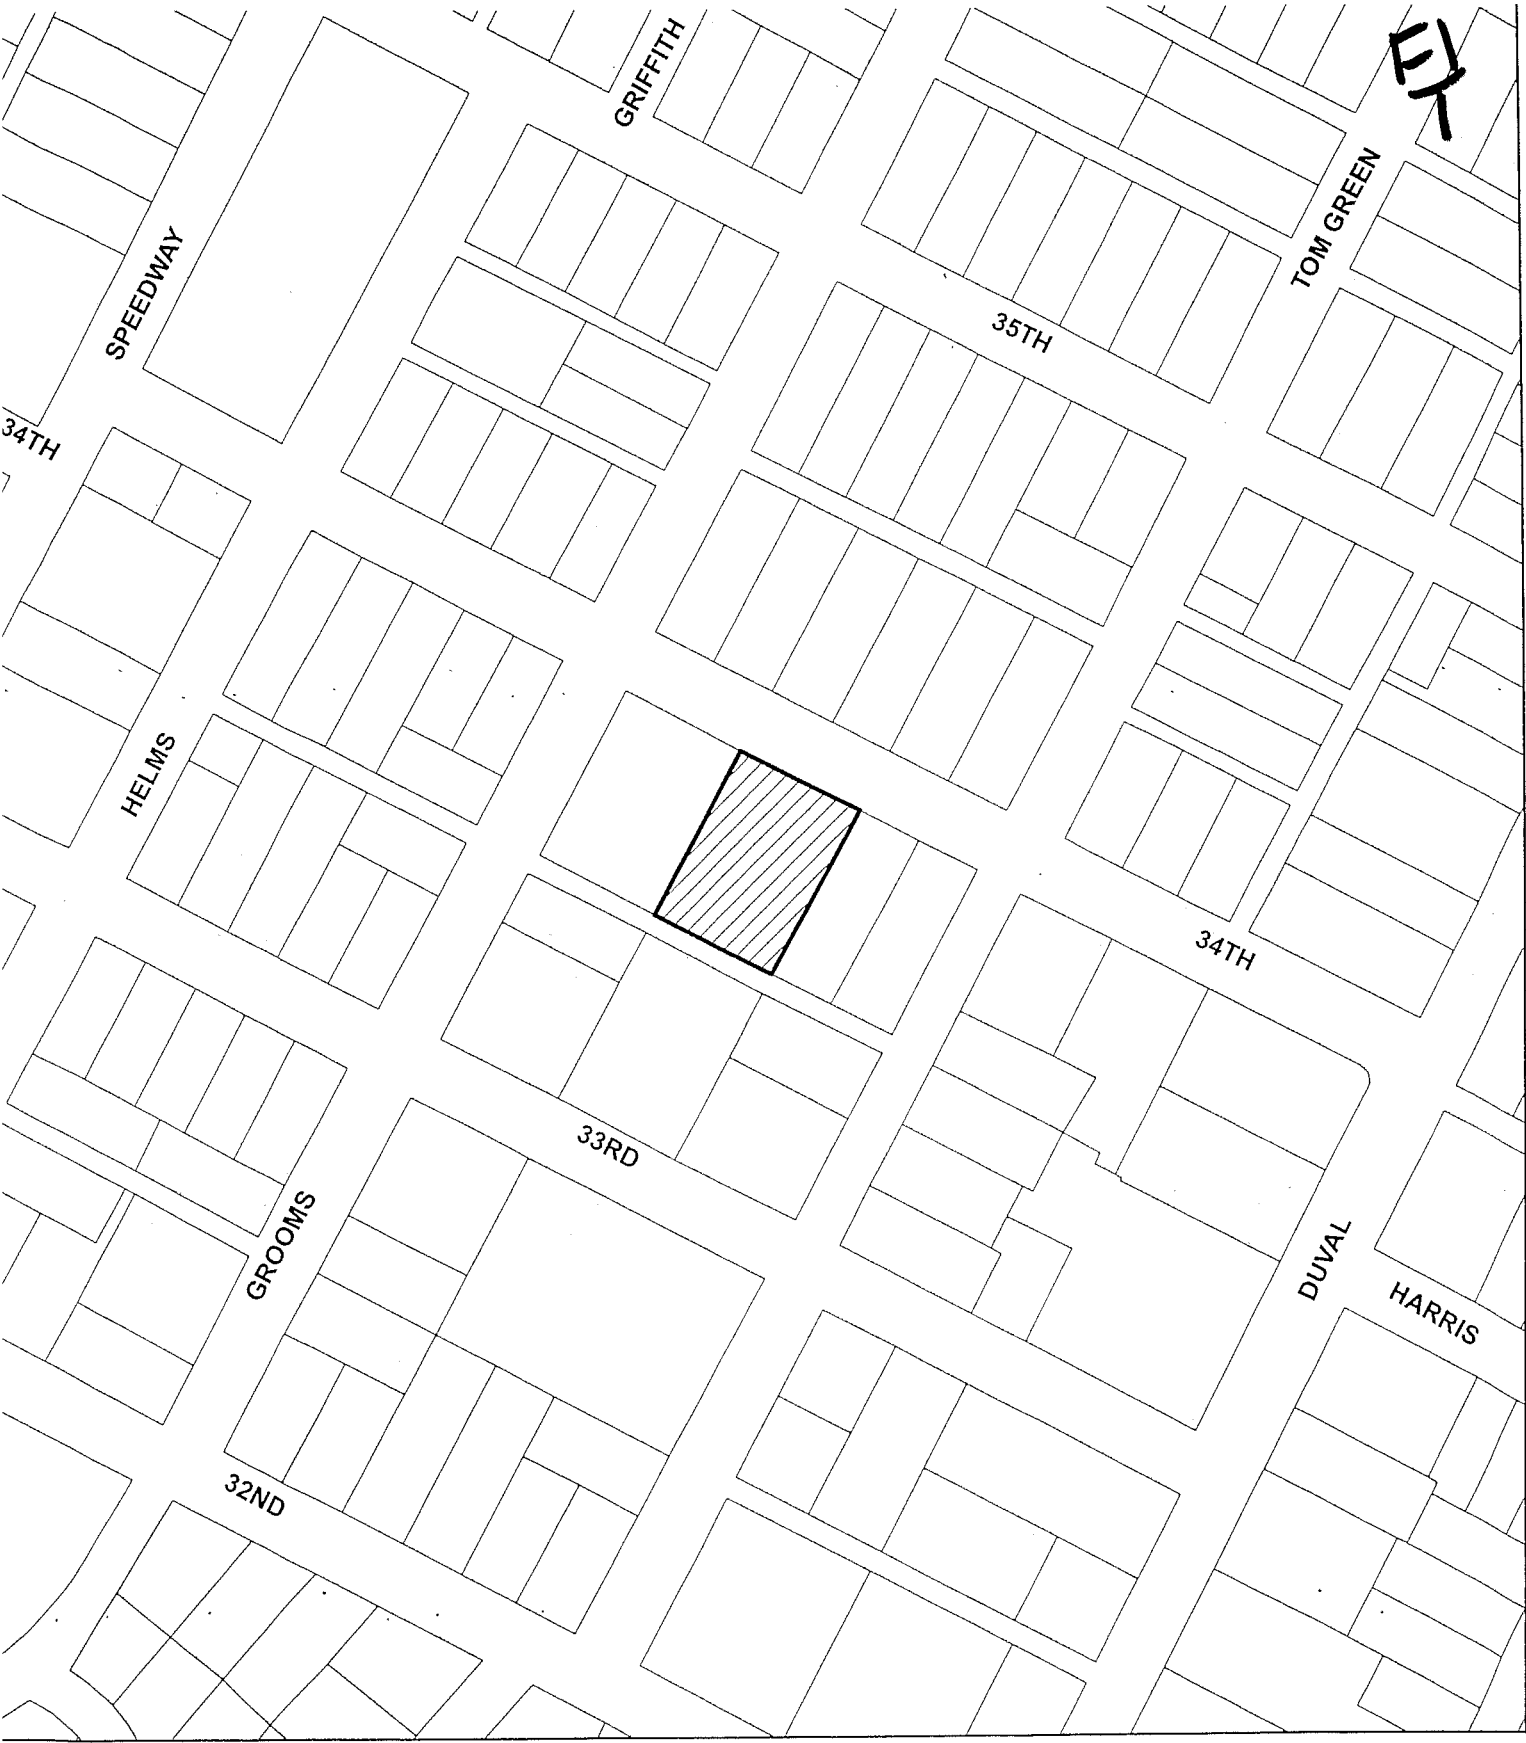 GRIFFITH
TOM GREEN
SPEEDWAY
35TH
34TH
HELMS
34TH
33RD
GROOMS
DUVAL
HARRIS
32ND